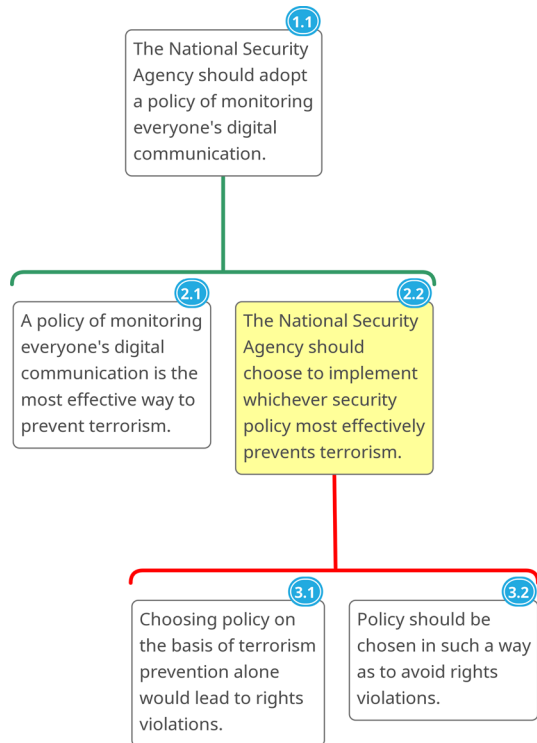 1.1
The National Security
Agency should adopt
a policy of monitoring
everyone's digital
communication.
2.1
A policy of monitoring
everyone's digital
communication is the
most effective way to
prevent terrorism.
2.2
The National Security
Agency should
choose to implement
whichever security
policy most effectively
prevents terrorism.
3.1
Choosing policy on
the basis of terrorism
prevention alone
would lead to rights
violations.
3.2
Policy should be
chosen in such a way
as to avoid rights
violations.